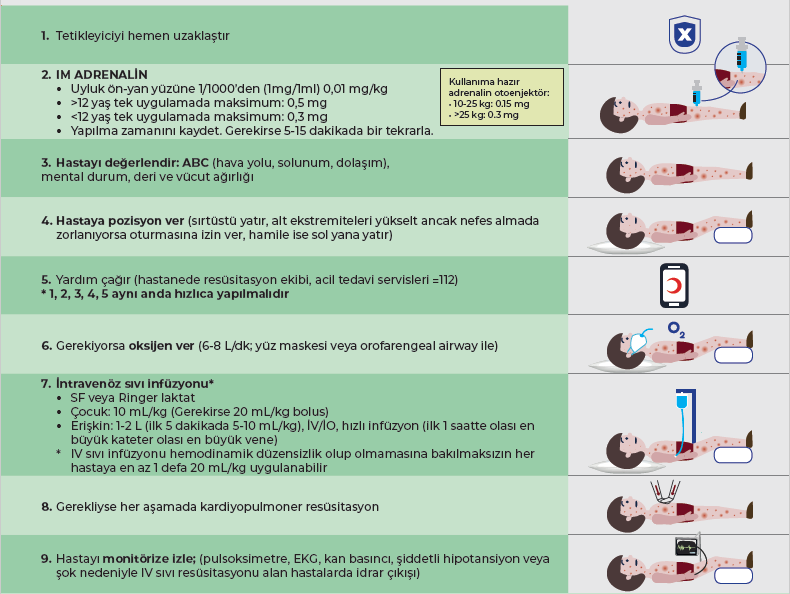 1. Tetikleyiciyi hemen uzaklaştır
2. IM ADRENALİN
• Uyluk ön-yan yüzüne 1/1000'den (1mg/1ml) 0,01 mg/kg
• >12 yaş tek uygulamada maksimum: 0,5 mg
• <12 yaş tek uygulamada maksimum: 0,3 mg
• Yapılma zamanını kaydet. Gerekirse 5-15 dakikada bir tekrarla.
Kullanıma hazır
adrenalin otoenjektör:
• 10-25 kg: 0.15 mg
• >25 kg: 0.3 mg
3. Hastayı değerlendir: ABC (hava yolu, solunum, dolaşım),
mental durum, deri ve vücut ağırlığı
4. Hastaya pozisyon ver (sırtüstü yatır, alt ekstremiteleri yükselt ancak nefes almada
zorlanıyorsa oturmasına izin ver, hamile ise sol yana yatır)
5. Yardım çağır (hastanede resüsitasyon ekibi, acil tedavi servisleri =112)
* 1, 2, 3, 4, 5 aynı anda hızlıca yapılmalıdır
6. Gerekiyorsa oksijen ver (6-8 L/dk; yüz maskesi veya orofarengeal airway ile)
O2
7. İntravenöz sıvı infüzyonu*
• SF veya Ringer laktat
• Çocuk: 10 mL/kg (Gerekirse 20 mL/kg bolus)
• Erişkin: 1-2 L (ilk 5 dakikada 5-10 mL/kg), İV/İO, hızlı infüzyon (ilk 1 saatte olası en
büyük kateter olası en büyük vene)
* IV sıvı infüzyonu hemodinamik düzensizlik olup olmamasına bakılmaksızın her
hastaya en az 1 defa 20 mL/kg uygulanabilir
8. Gerekliyse her aşamada kardiyopulmoner resüsitasyon
9. Hastayı monitörize izle; (pulsoksimetre, EKG, kan basıncı, şiddetli hipotansiyon veya
şok nedeniyle IV sıvı resüsitasyonu alan hastalarda idrar çıkışı)